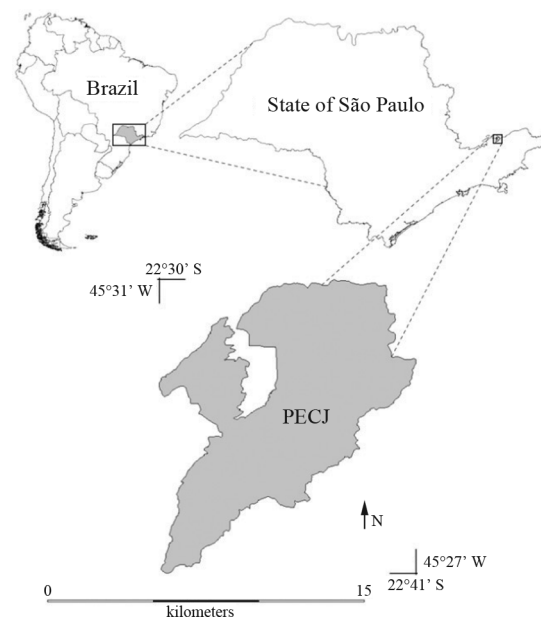 Brazil
State of São Paulo
22°30’ S
45°31’ W
PECJ
N
45°27’ W
22°41’ S
0 15
kilometers